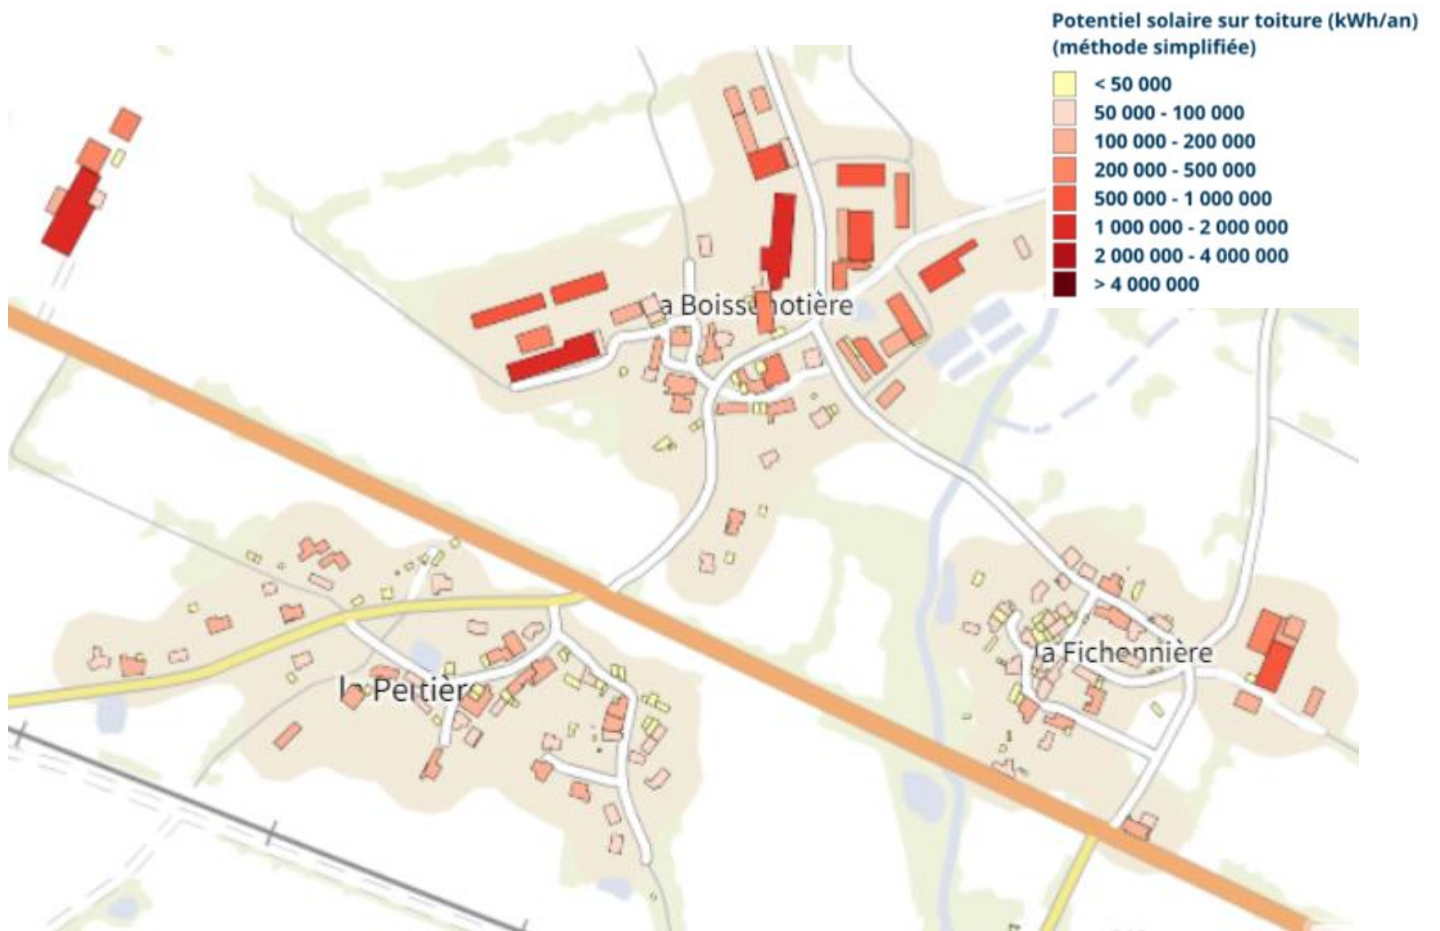 Potentiel solaire sur toiture (kWh/an)
(méthode simplifiée)
< 50 000
50 000 - 100 000
100 000 - 200 000
200 000 - 500 000
500 000 - 1 000 000
1 000 000 - 2 000 000
2 000 000 - 4 000 000
> 4 000 000
la Fichennière